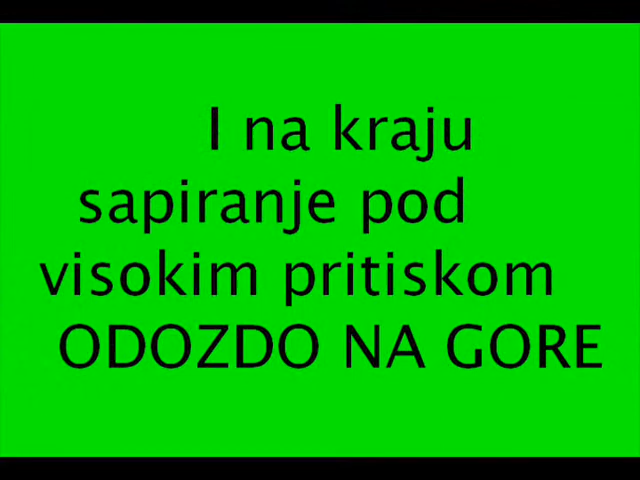 I na kraju
sapiranje pod
visokim pritiskom
ODOZDO NA GORE